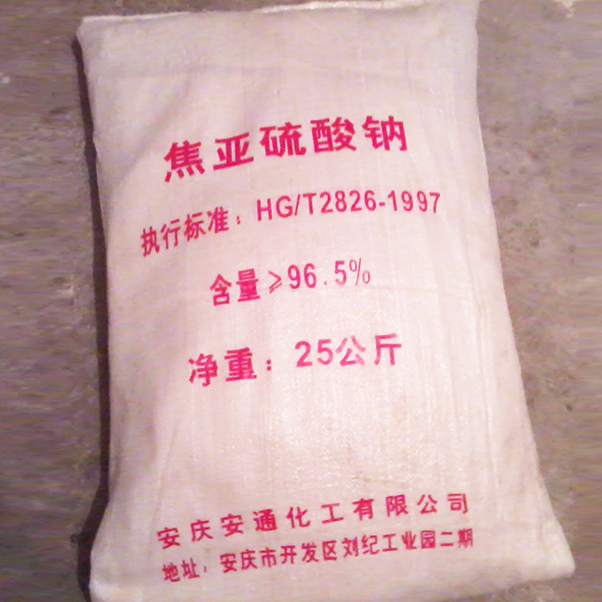 焦亚硫酸钠
执行标准：HG/T2826-1997
含量≥96.5%
净重：25公斤
安庆安通化工有限公司
地址：安庆市开发区刘纪工业园二期